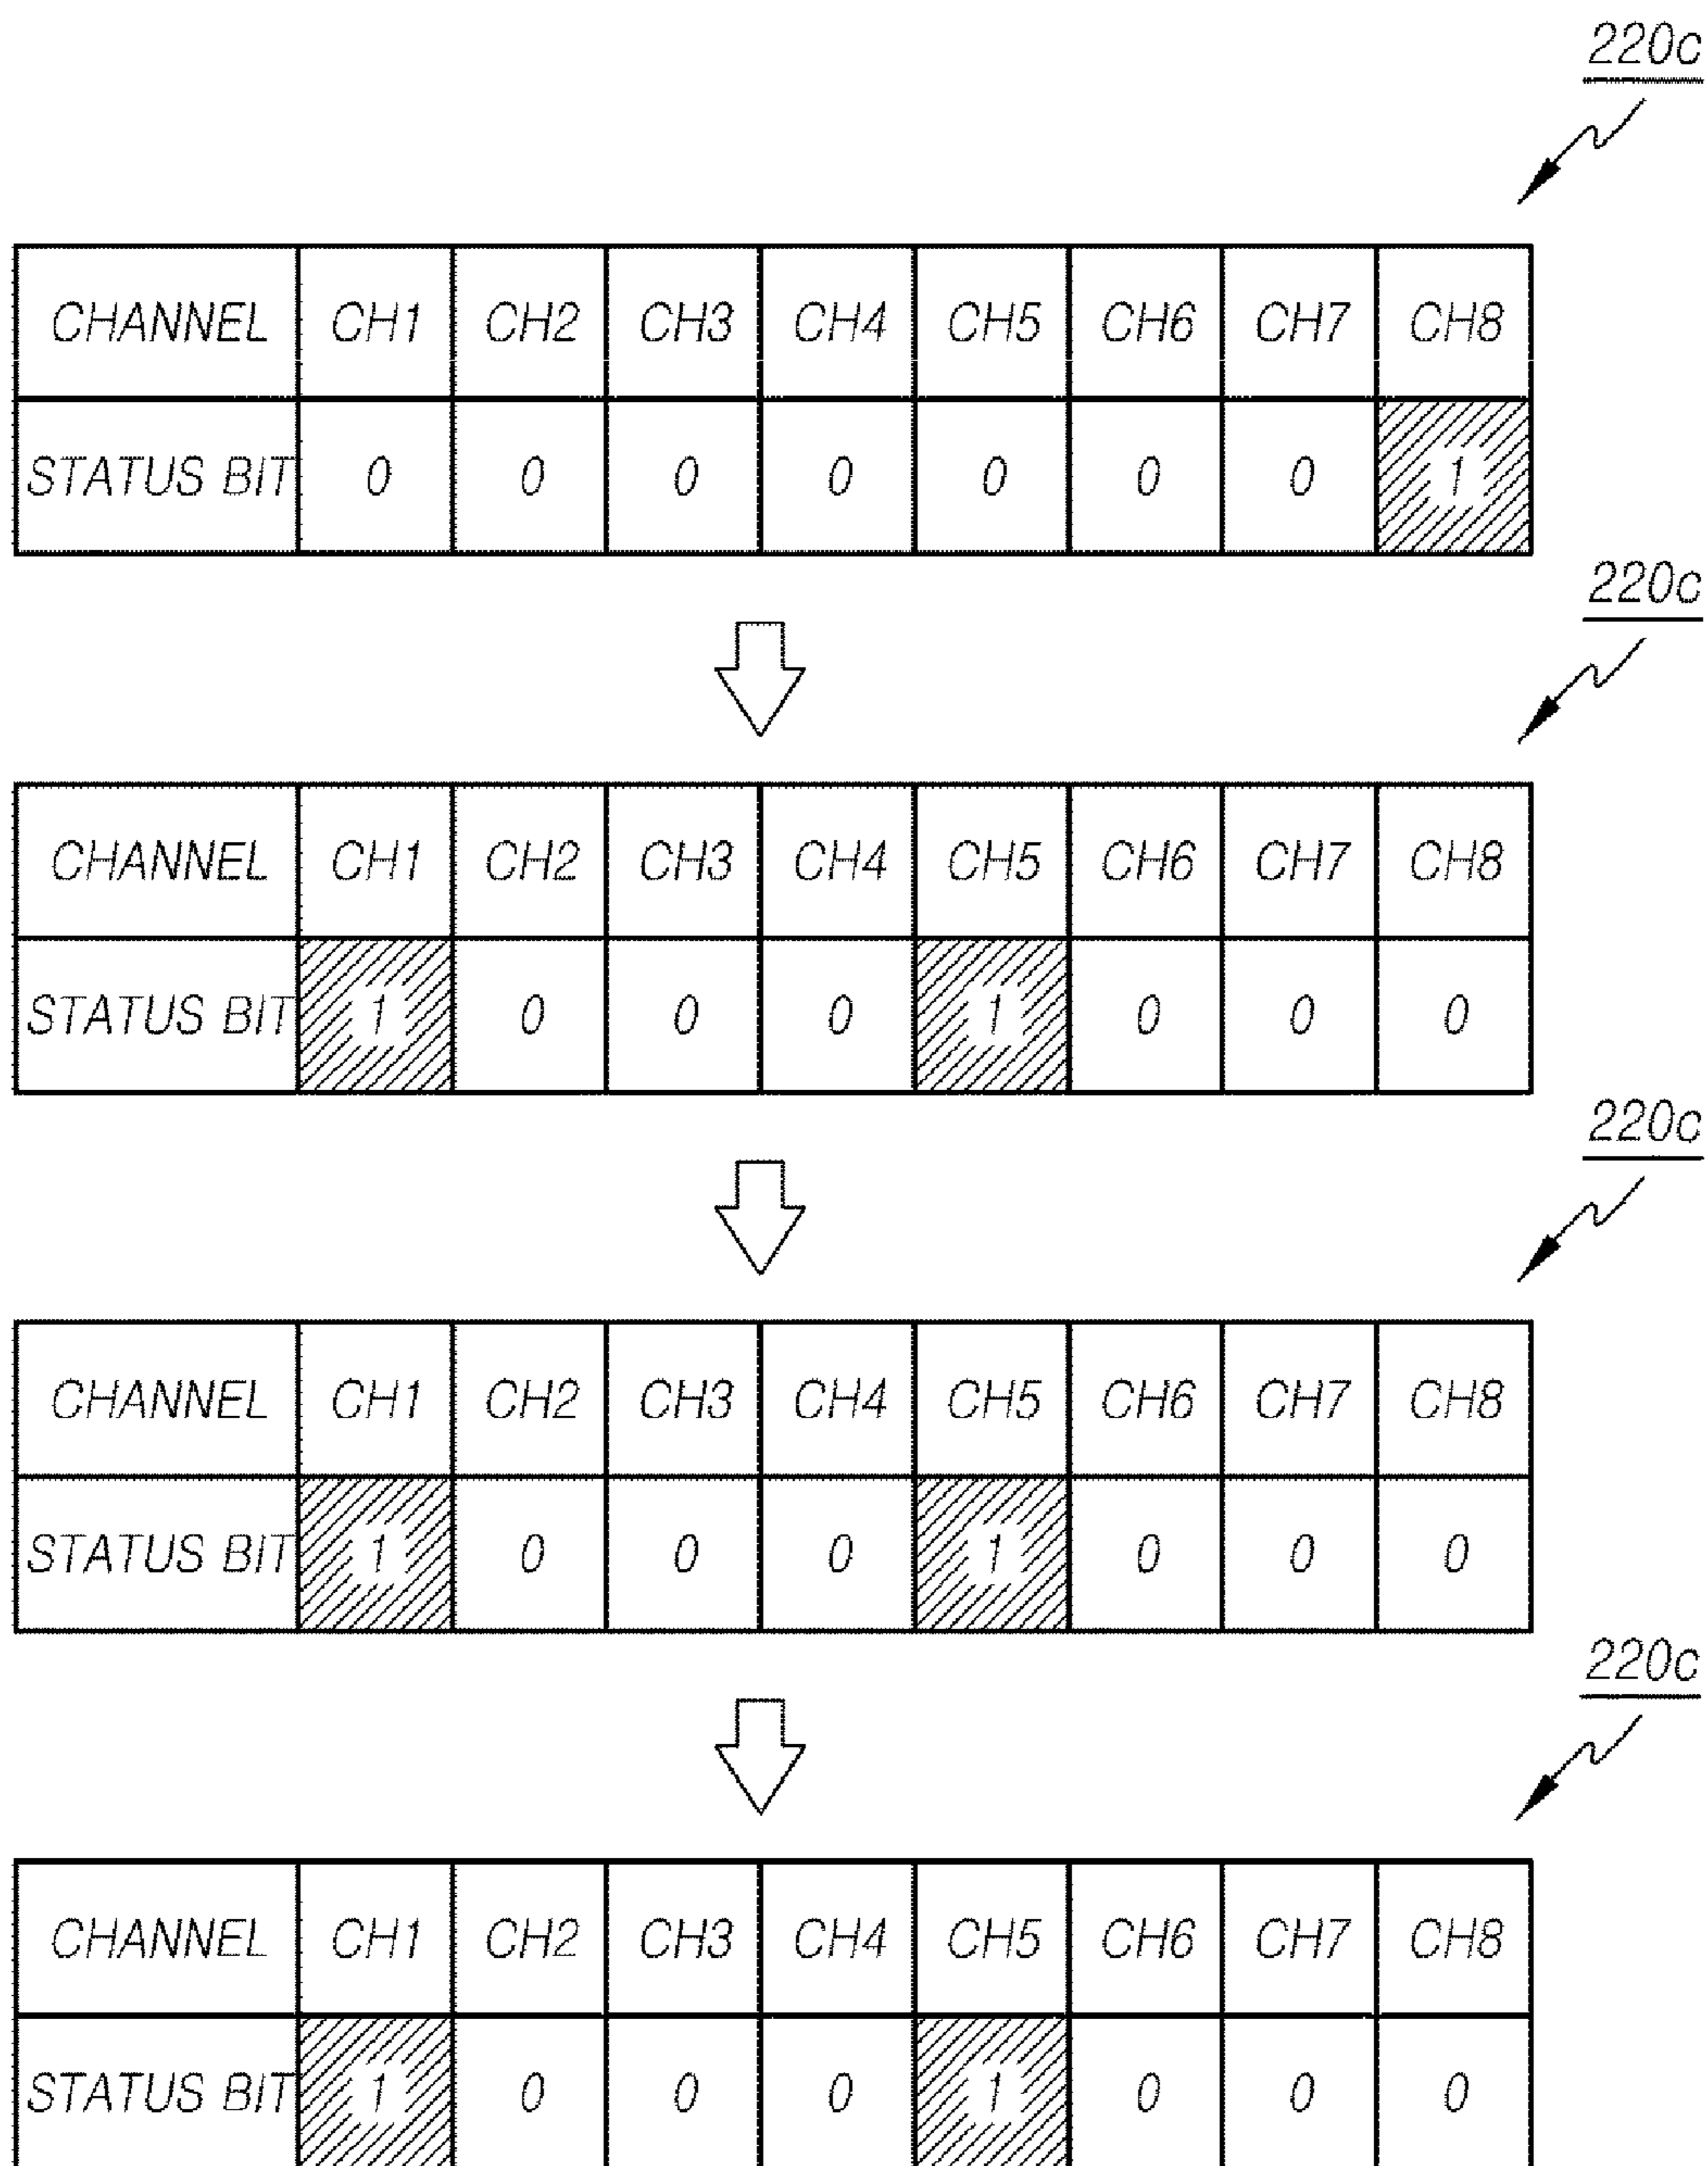 220c
CHANNEL CH1 CH2 CH3 CH4 CH5 CH6 CH7 CH8
STATUS BIT 0 0 0 0 0 0 0 1
220c
CHANNEL CH1 CH2 CH3 CH4 CH5 CH6 CH7 CH8
STATUS BIT 1 0 0 0 1 0 0 0
220c
CHANNEL CH1 CH2 CH3 CH4 CH5 CH6 CH7 CH8
STATUS BIT 1 0 0 0 1 0 0 0
220c
CHANNEL CH1 CH2 CH3 CH4 CH5 CH6 CH7 CH8
STATUS BIT 1 0 0 0 1 0 0 0